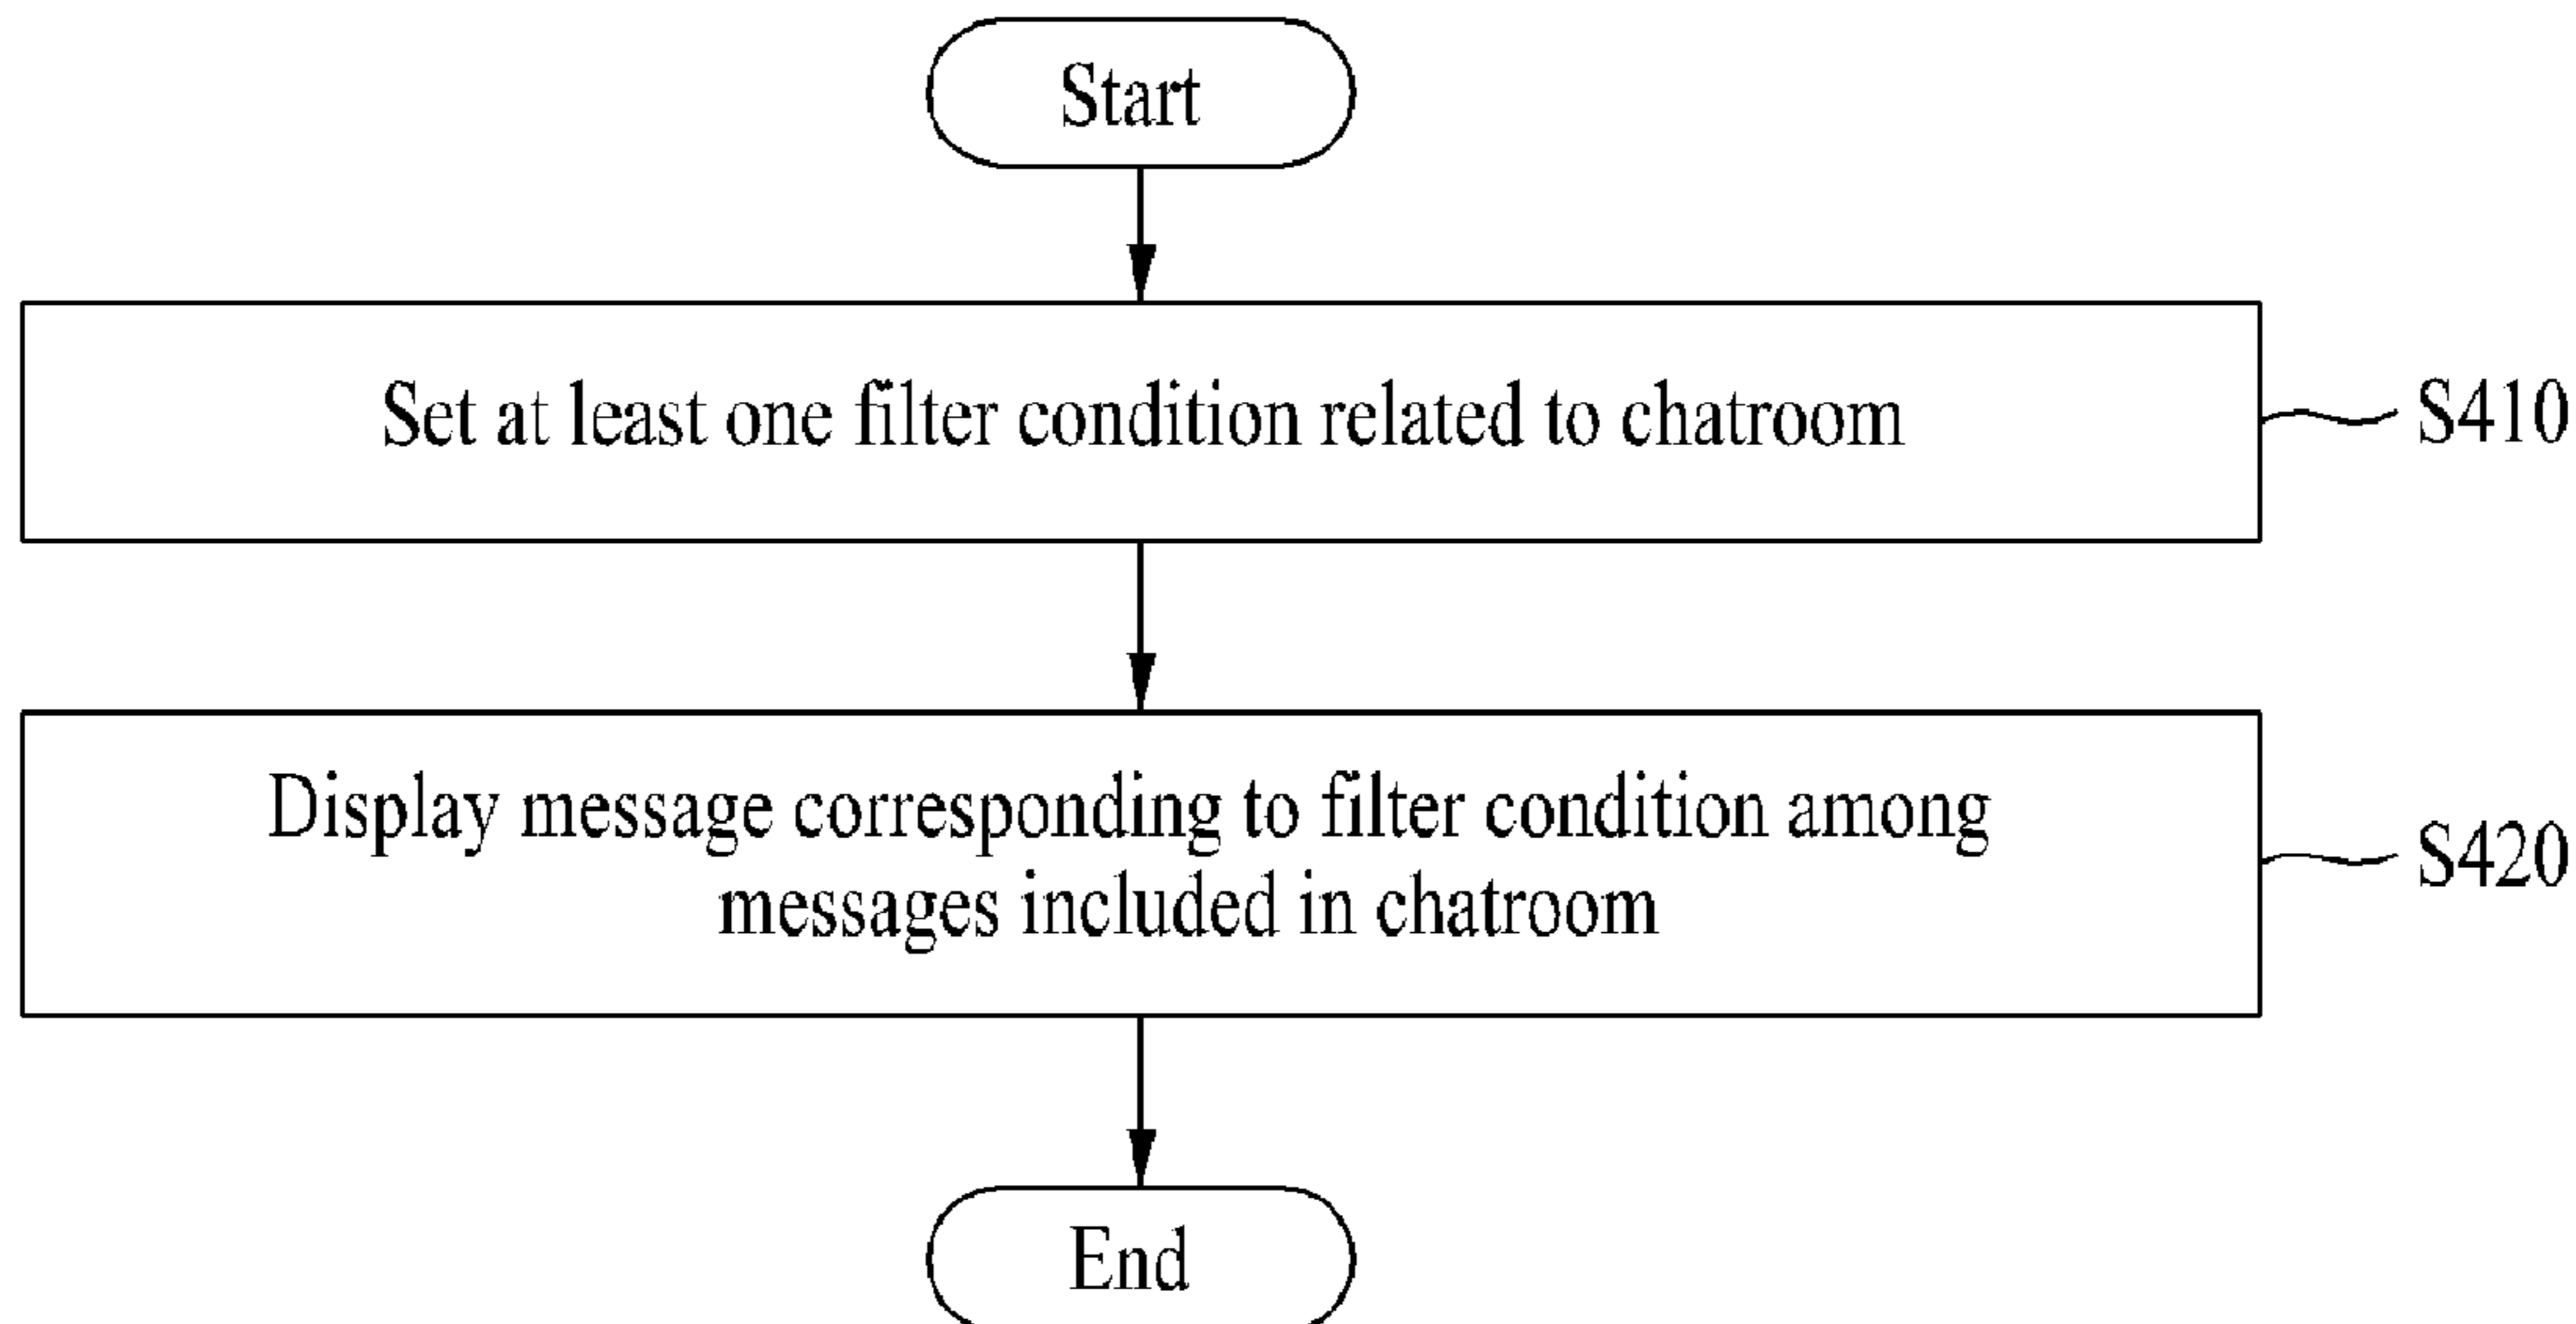 Start
Set at least one filter condition related to chatroom
S410
Display message corresponding to filter condition among
messages included in chatroom
S420
End